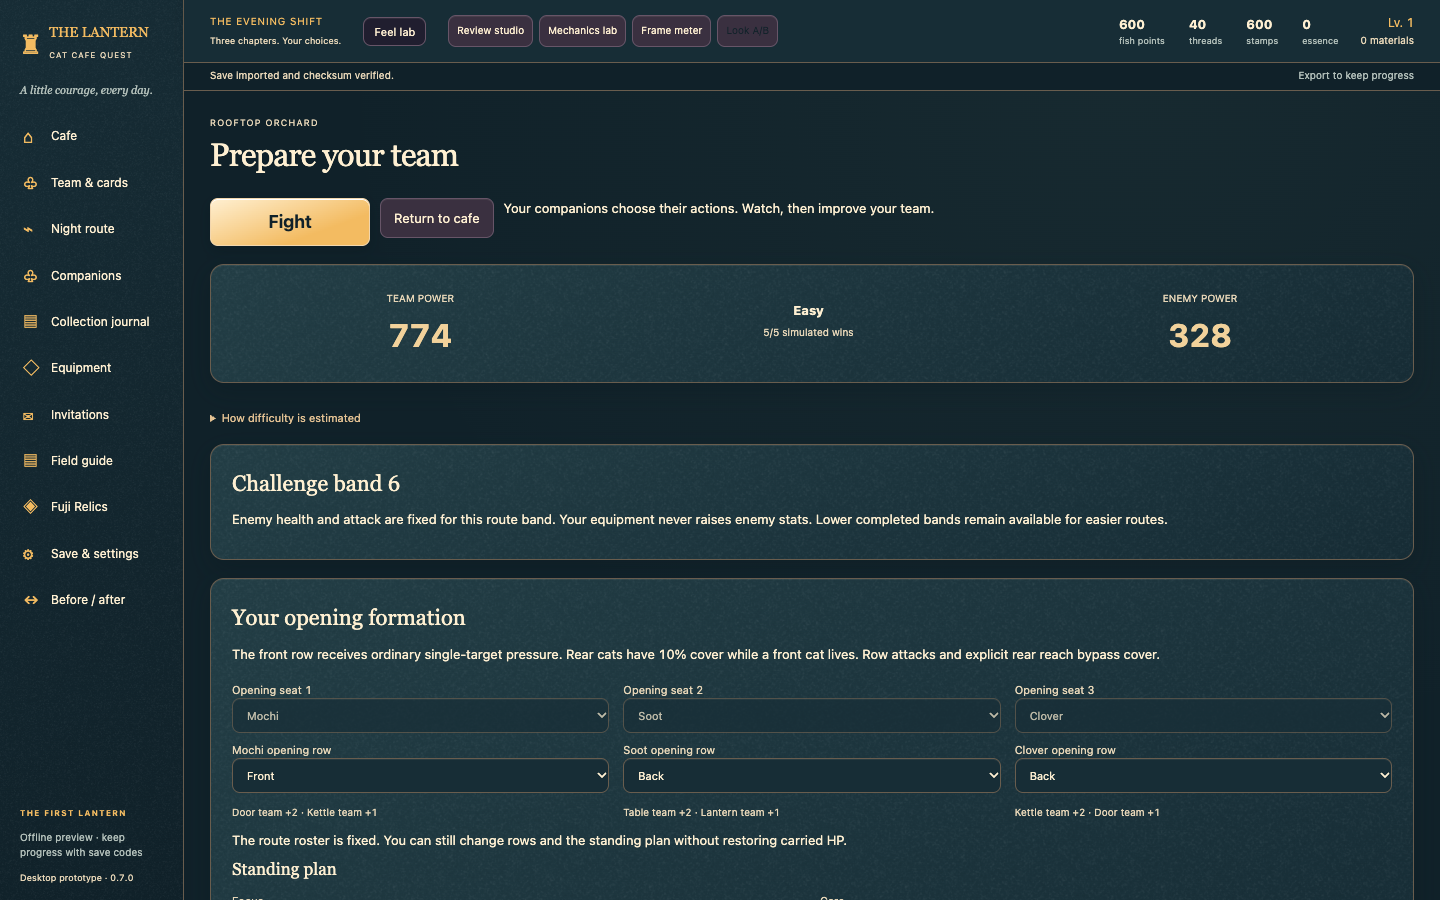 THE LANTERN
CAT CAFE QUEST
A little courage, every day.
Cafe
Team & cards
Night route
Companions
Collection journal
Equipment
Invitations
Field guide
Fuji Relics
Save & settings
Before / after
THE FIRST LANTERN
Offline preview · keep
progress with save codes
Desktop prototype · 0.7.0
THE EVENING SHIFT
Three chapters. Your choices.
Feel lab
Review studio
Mechanics lab
Frame meter
Look A/B
600
fish points
40
threads
600
stamps
0
essence
Lv. 1
0 materials
Save imported and checksum verified.
Export to keep progress
ROOFTOP ORCHARD
Prepare your team
Fight
Return to cafe
Your companions choose their actions. Watch, then improve your team.
TEAM POWER
774
Easy
5/5 simulated wins
ENEMY POWER
328
How difficulty is estimated
Challenge band 6
Enemy health and attack are fixed for this route band. Your equipment never raises enemy stats. Lower completed bands remain available for easier routes.
Your opening formation
The front row receives ordinary single-target pressure. Rear cats have 10% cover while a front cat lives. Row attacks and explicit rear reach bypass cover.
Opening seat 1
Opening seat 2
Opening seat 3
Mochi
Soot
Clover
Mochi opening row
Soot opening row
Clover opening row
Front
Back
Back
Door team +2 · Kettle team +1
Table team +2 · Lantern team +1
Kettle team +2 · Door team +1
The route roster is fixed. You can still change rows and the standing plan without restoring carried HP.
Standing plan